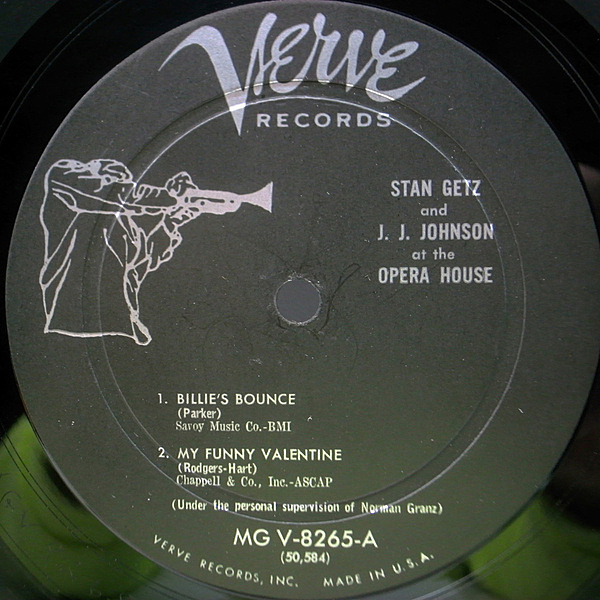 Verve
RECORDS
STAN GETZ
and
J. J. JOHNSON
at the
OPERA HOUSE
1. BILLIE'S BOUNCE
(Parker)
Savoy Music Co.-BMI
2. MY FUNNY VALENTINE
(Rodgers-Hart)
Chappell & Co., Inc.-ASCAP
(Under the personal supervision of Norman Granz)
MG V-8265-A
(50,584)
VERVE RECORDS, INC. MADE IN U.S.A.